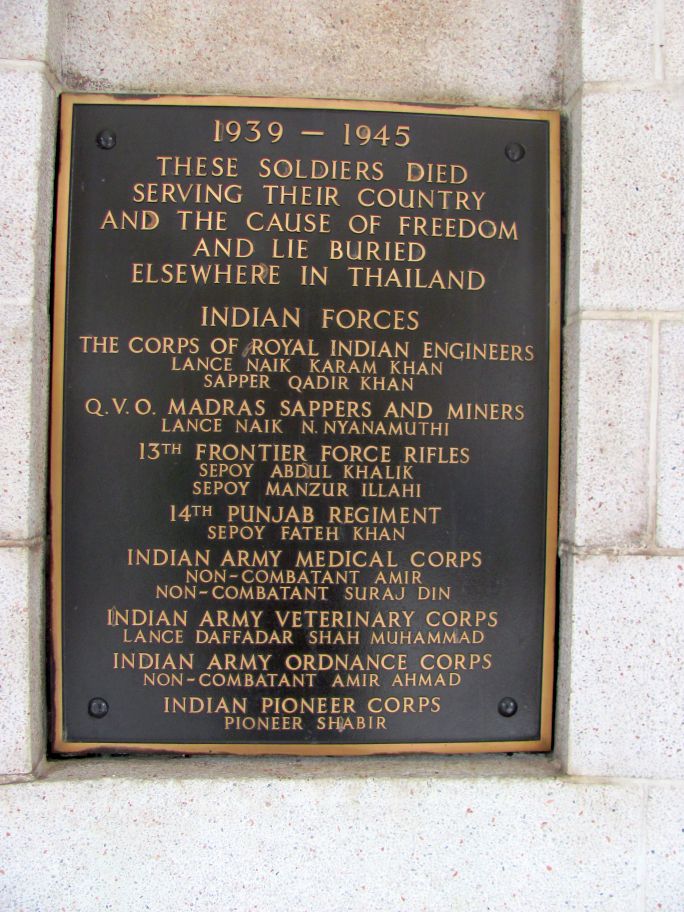 1939 – 1945
THESE SOLDIERS DIED
SERVING THEIR COUNTRY
AND THE CAUSE OF FREEDOM
AND LIE BURIED
ELSEWHERE IN THAILAND
INDIAN FORCES
THE CORPS OF ROYAL INDIAN ENGINEERS
LANCE NAIK KARAM KHAN
SAPPER QADIR KHAN
Q.V.O. MADRAS SAPPERS AND MINERS
LANCE NAIK N. NYANAMUTHI
13TH FRONTIER FORCE RIFLES
SEPOY ABDUL KHALIK
SEPOY MANZUR ILLAHI
14TH PUNJAB REGIMENT
SEPOY FATEH KHAN
INDIAN ARMY MEDICAL CORPS
NON-COMBATANT AMIR
NON-COMBATANT SURAJ DIN
INDIAN ARMY VETERINARY CORPS
LANCE DAFFADAR SHAH MUHAMMAD
INDIAN ARMY ORDNANCE CORPS
NON-COMBATANT AMIR AHMAD
INDIAN PIONEER CORPS
PIONEER SHABIR